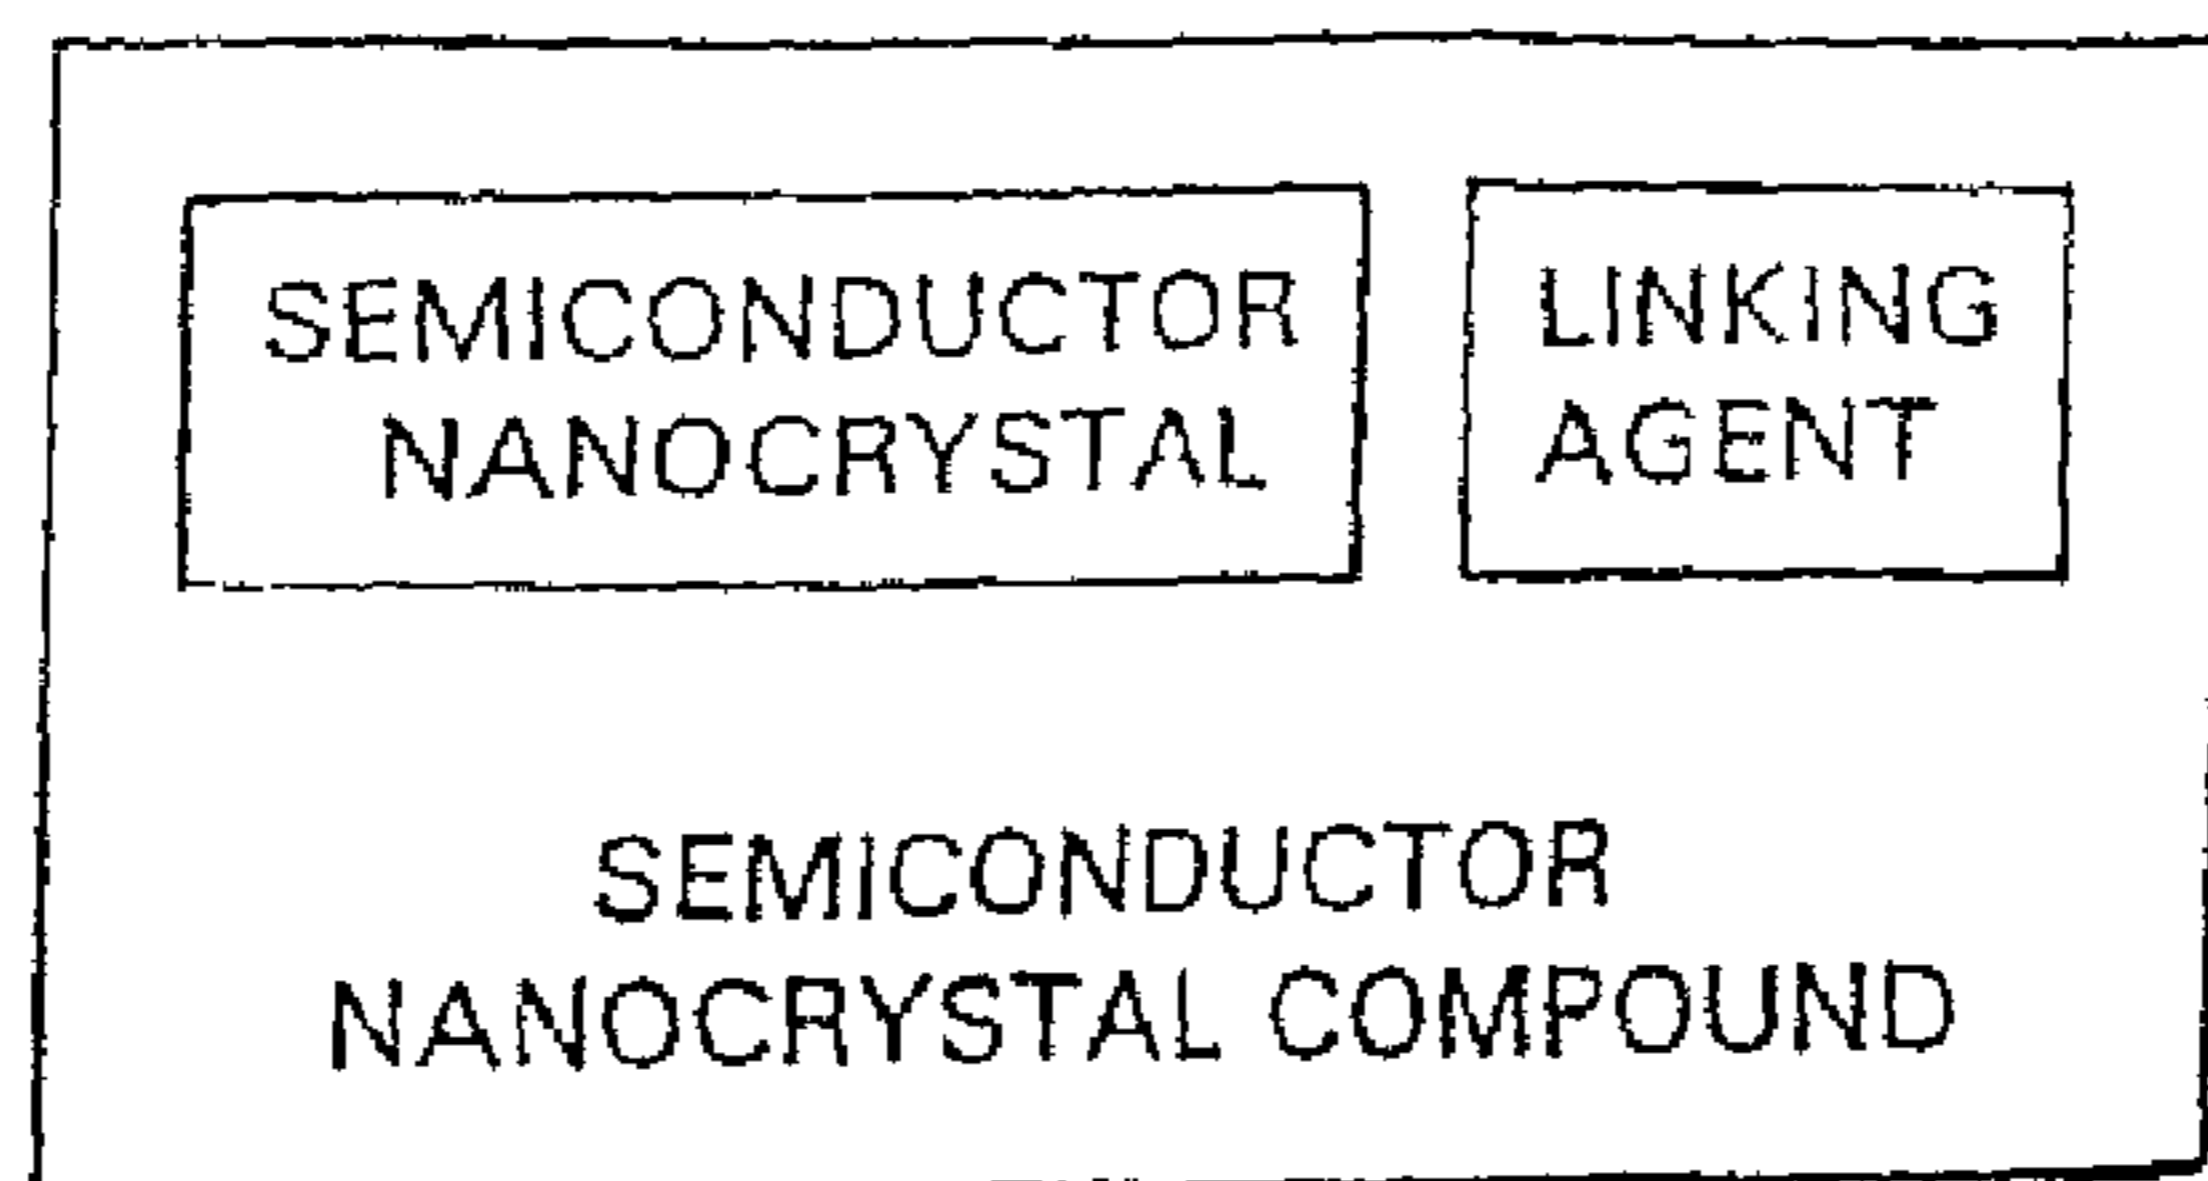 SEMICONDUCTOR
NANOCRYSTAL
LINKING
AGENT
SEMICONDUCTOR
NANOCRYSTAL COMPOUND